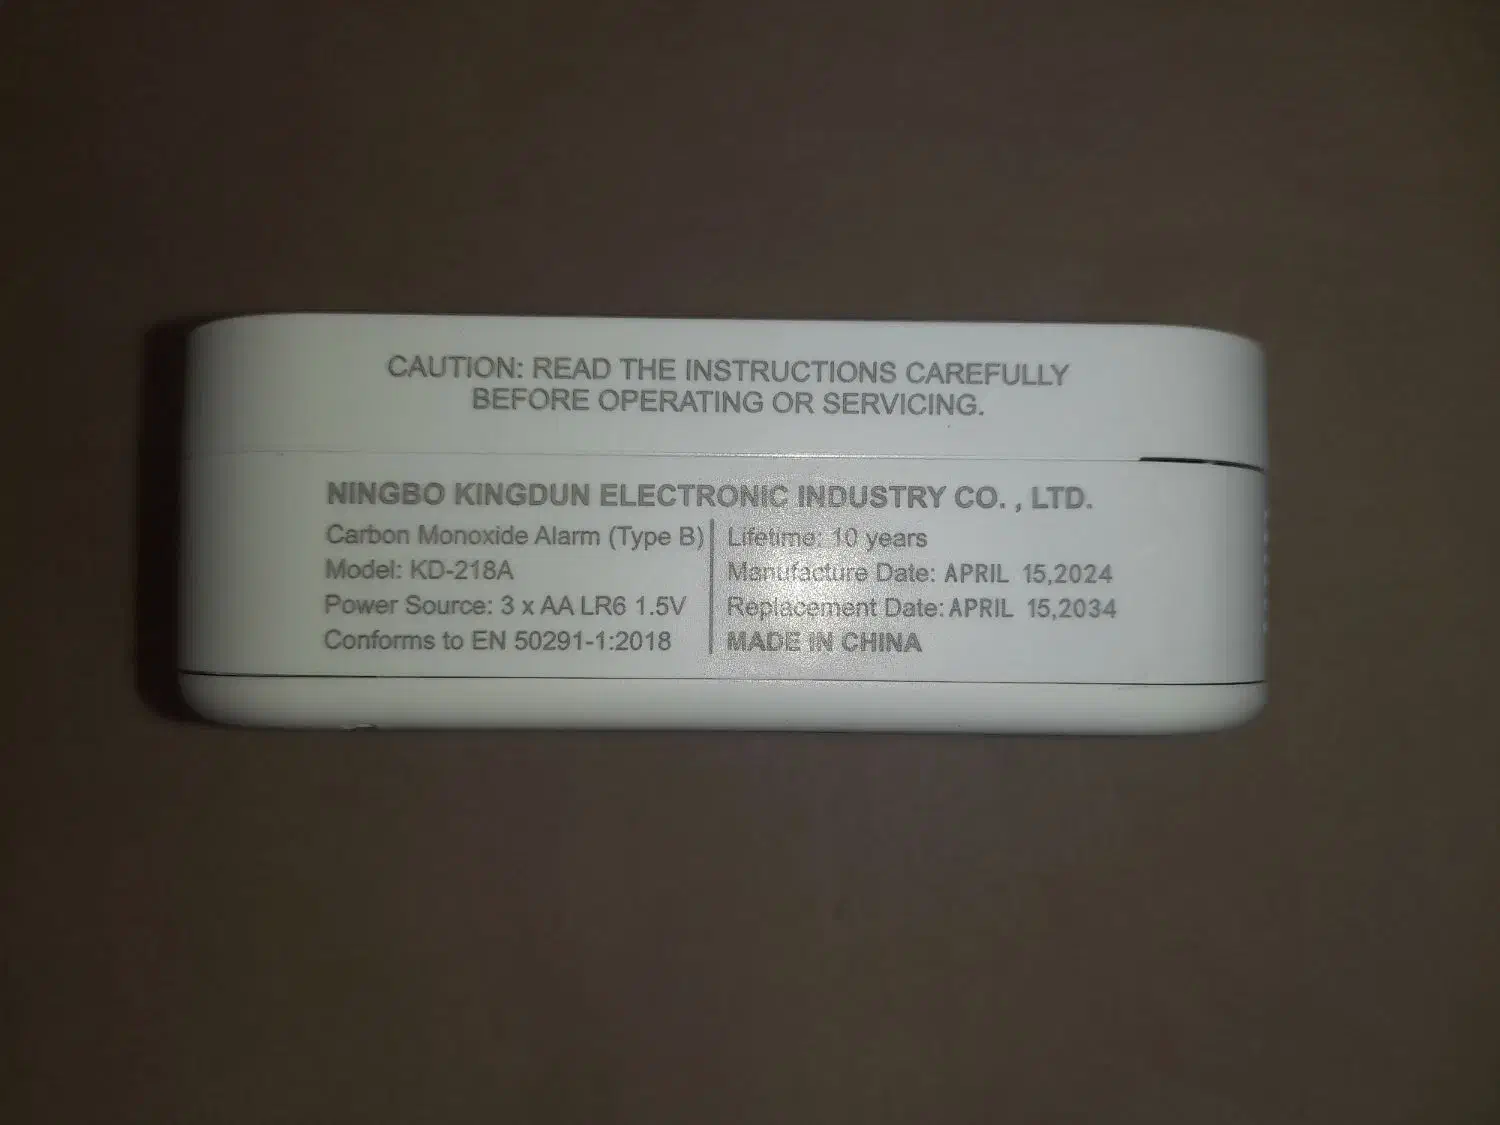 CAUTION: READ THE INSTRUCTIONS CAREFULLY
BEFORE OPERATING OR SERVICING.
NINGBO KINGDUN ELECTRONIC INDUSTRY CO. , LTD.
Carbon Monoxide Alarm (Type B)
Model: KD-218A
Power Source: 3 x AA LR6 1.5V
Conforms to EN 50291-1:2018
Lifetime: 10 years
Manufacture Date: APRIL 15,2024
Replacement Date: APRIL 15,2034
MADE IN CHINA